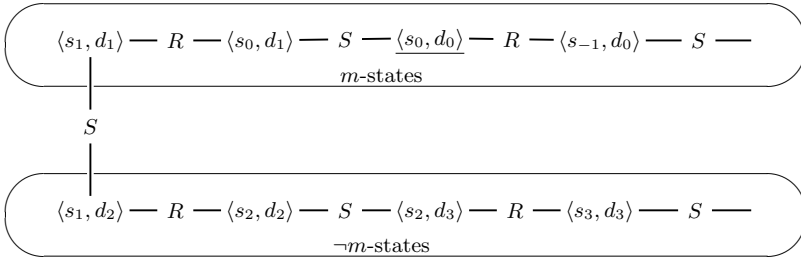 ⟨s₁, d₁⟩ — R — ⟨s₀, d₁⟩ — S — ⟨s₀, d₀⟩ — R — ⟨s₋₁, d₀⟩ — S —
m-states
S
⟨s₁, d₂⟩ — R — ⟨s₂, d₂⟩ — S — ⟨s₂, d₃⟩ — R — ⟨s₃, d₃⟩ — S —
¬m-states